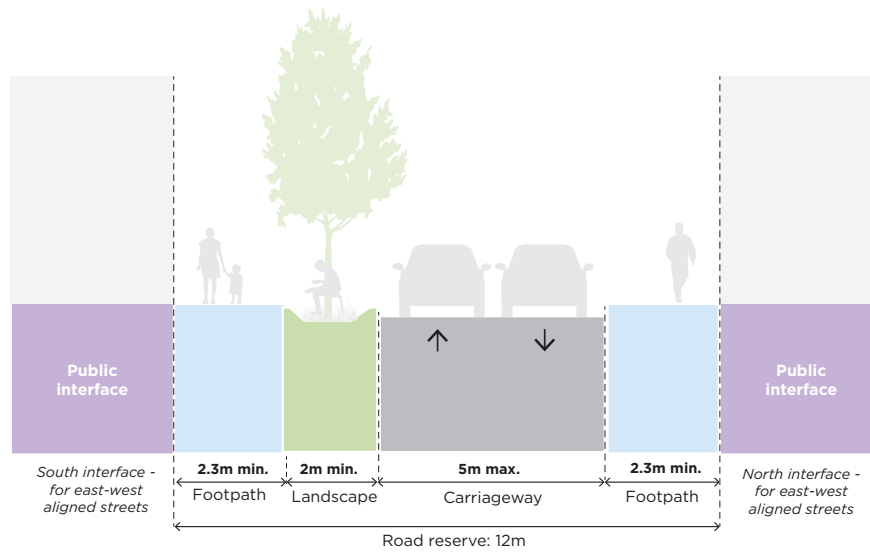 Public
interface
Public
interface
2.3m min.
2m min.
5m max.
2.3m min.
Footpath
Landscape
Carriageway
Footpath
South interface -
for east-west
aligned streets
North interface -
for east-west
aligned streets
Road reserve: 12m